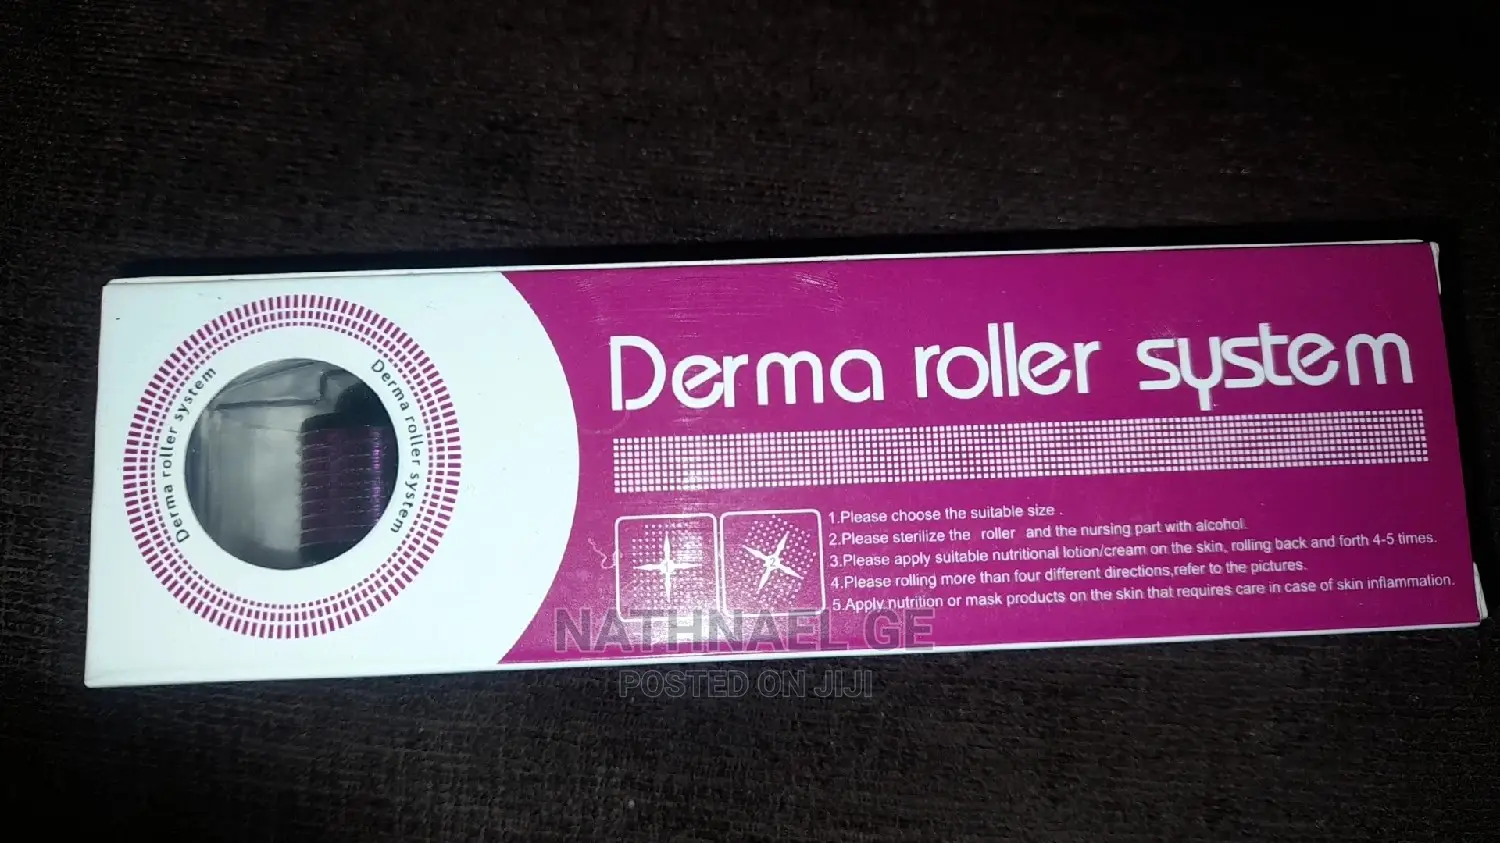 Derma roller system
Derma roller system
Derma roller system
1
2
1.Please choose the suitable size .
2.Please sterilize the roller and the nursing part with alcohol.
3.Please apply suitable nutritional lotion/cream on the skin, rolling back and forth 4-5 times.
4.Please rolling more than four different directions,refer to the pictures.
5.Apply nutrition or mask products on the skin that requires care in case of skin inflammation.
NATHNAEL GE
POSTED ON JIJI